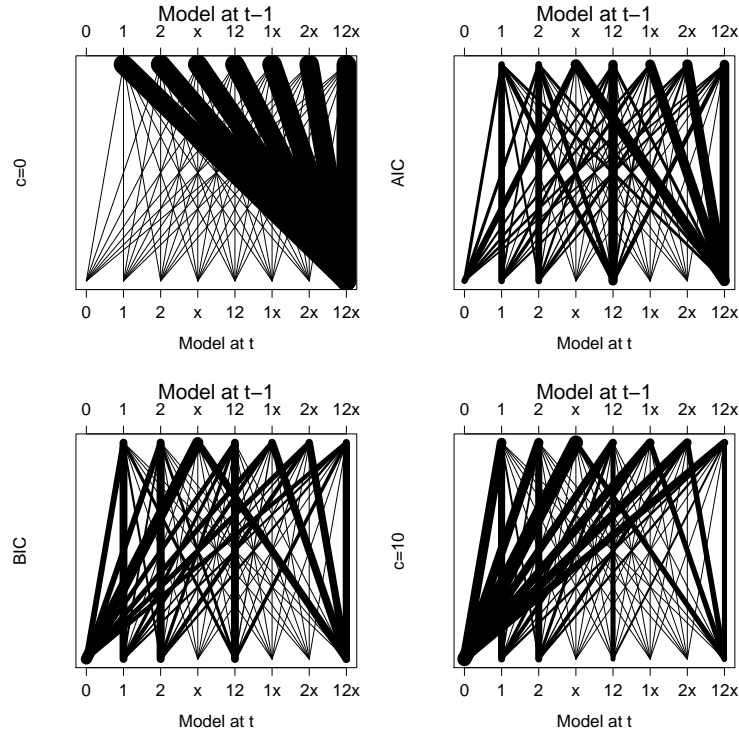 Model at t−1
0 1 2 x 12 1x 2x 12x
c=0
0 1 2 x 12 1x 2x 12x
Model at t
Model at t−1
0 1 2 x 12 1x 2x 12x
AIC
0 1 2 x 12 1x 2x 12x
Model at t
Model at t−1
0 1 2 x 12 1x 2x 12x
BIC
0 1 2 x 12 1x 2x 12x
Model at t
Model at t−1
0 1 2 x 12 1x 2x 12x
c=10
0 1 2 x 12 1x 2x 12x
Model at t